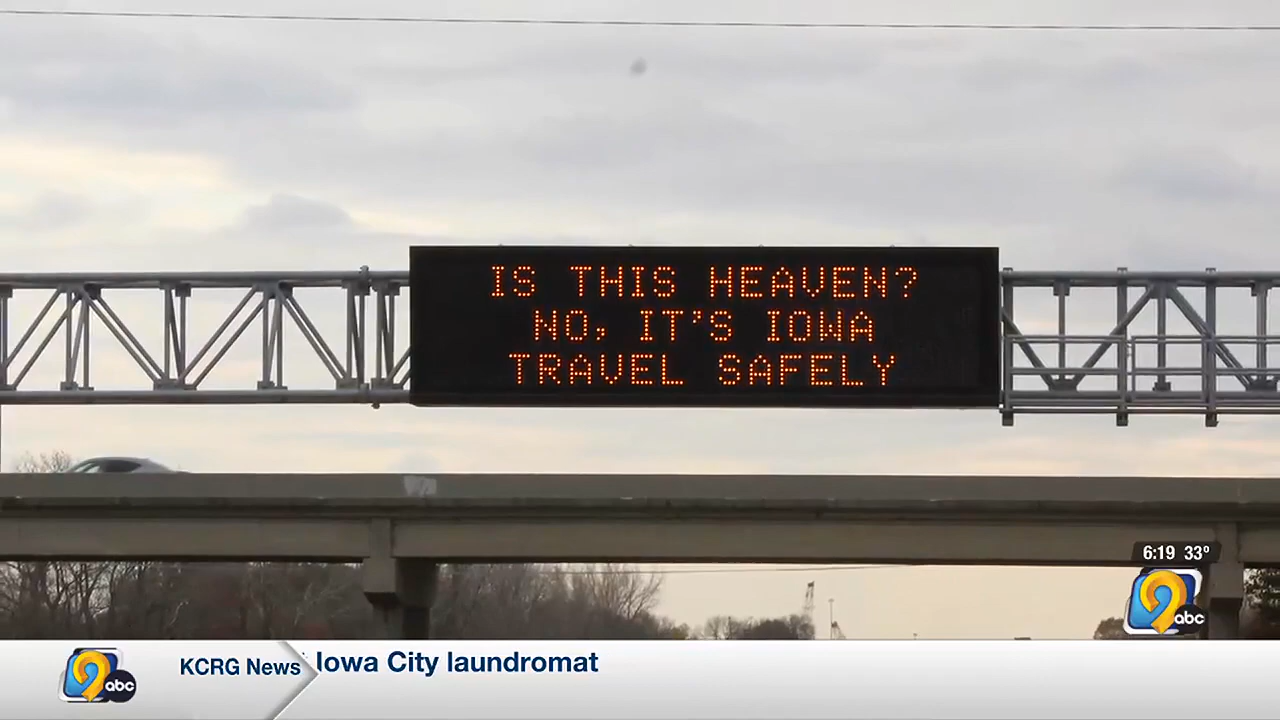 IS THIS HEAVEN?
NO, IT'S IOWA
TRAVEL SAFELY
6:19 33°
9 abc
9 abc
KCRG News
Iowa City laundromat